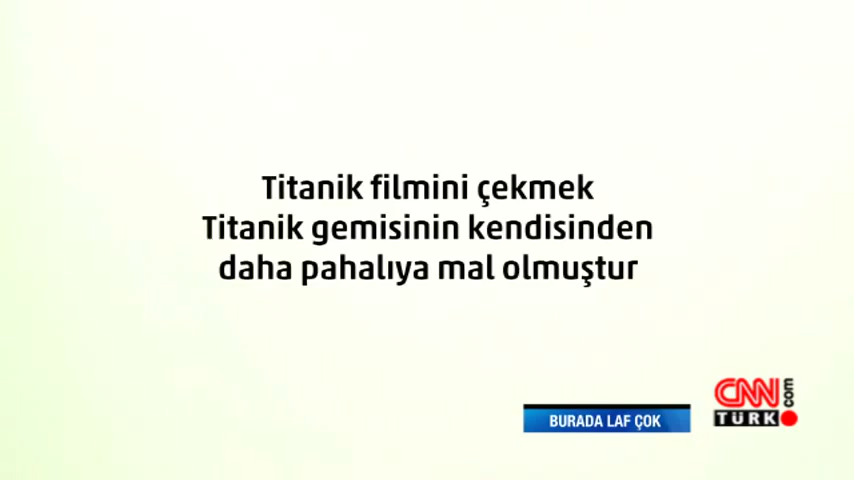 Titanik filmini çekmek
Titanik gemisinin kendisinden
daha pahalıya mal olmuştur
BURADA LAF ÇOK
CNN
TÜRK
.com